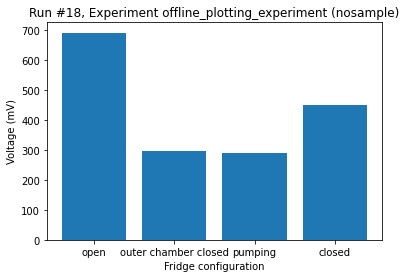 Run #18, Experiment offline_plotting_experiment (nosample)
Voltage (mV)
700
600
500
400
300
200
100
0
open
outer chamber closed
pumping
closed
Fridge configuration